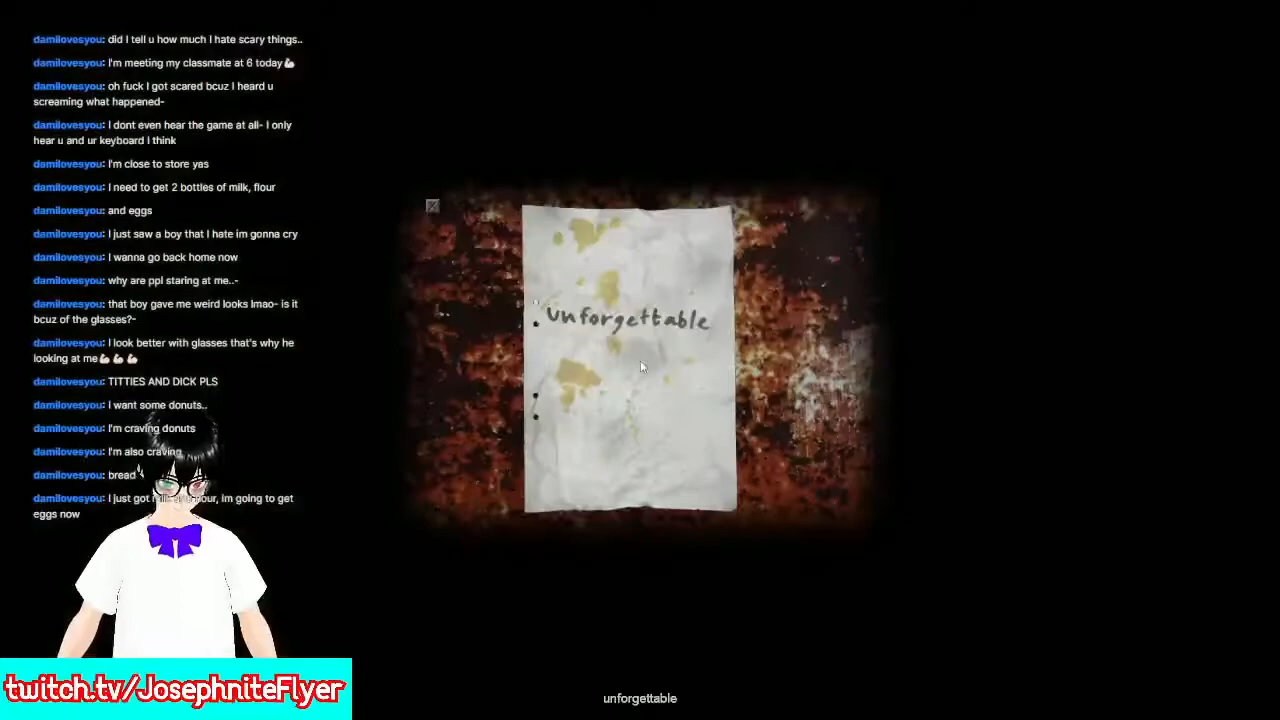 damilovesyou: did I tell u how much I hate scary things..
damilovesyou: I'm meeting my classmate at 6 today💪🏻
damilovesyou: oh fuck I got scared bcuz I heard u
screaming what happened-
damilovesyou: I dont even hear the game at all- I only
hear u and ur keyboard I think
damilovesyou: I'm close to store yas
damilovesyou: I need to get 2 bottles of milk, flour
damilovesyou: and eggs
damilovesyou: I just saw a boy that I hate im gonna cry
damilovesyou: I wanna go back home now
damilovesyou: why are ppl staring at me..-
damilovesyou: that boy gave me weird looks lmao- is it
bcuz of the glasses?-
damilovesyou: I look better with glasses that's why he
looking at me💪🏻💪🏻💪🏻
damilovesyou: TITTIES AND DICK PLS
damilovesyou: I want some donuts..
damilovesyou: I'm craving donuts
damilovesyou: I'm also craving
damilovesyou: bread
damilovesyou: I just got im going to get
eggs now
unforgettable
unforgettable
twitch.tv/JosephniteFlyer